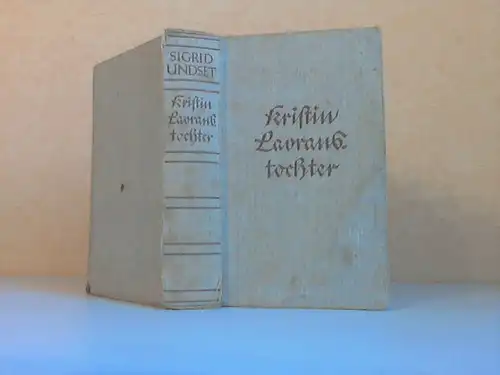 SIGRID
UNDSET
Kristin
Lavrans
tochter
Kristin
Lavrans
tochter